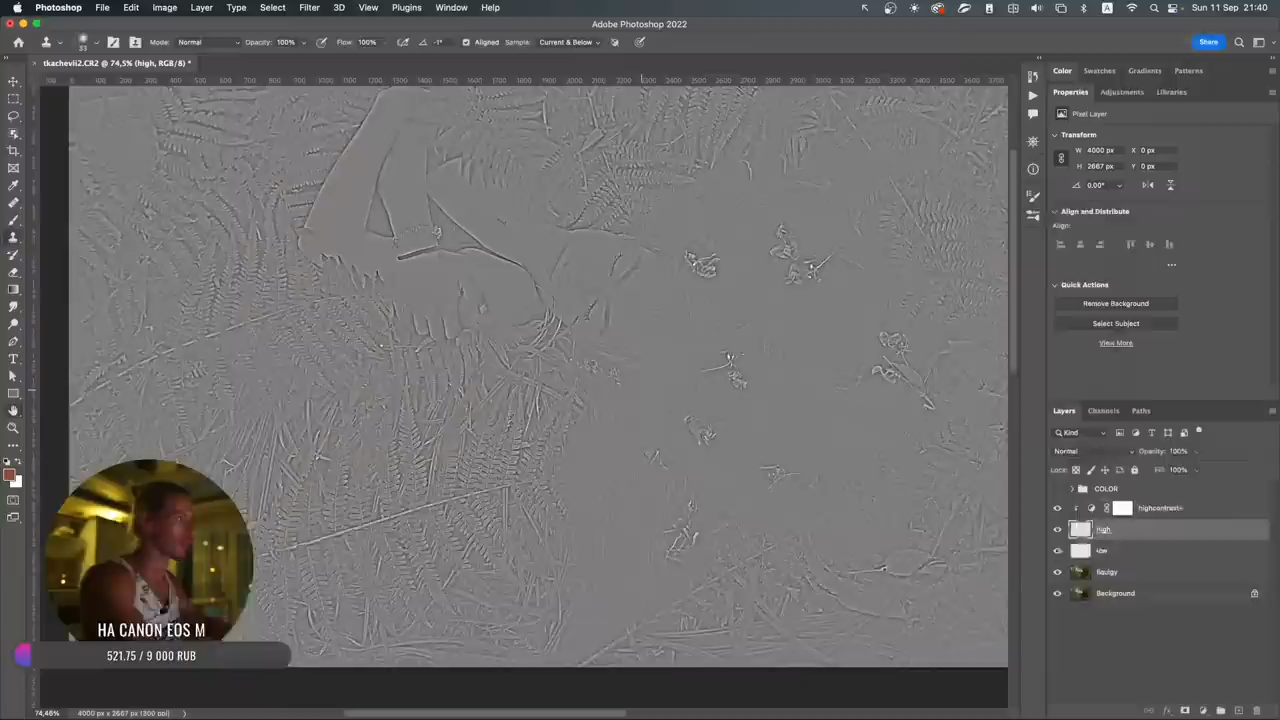 Photoshop File Edit Image Layer Type Select Filter 3D View Plugins Window Help
A Sun 11 Sep 21:40
Adobe Photoshop 2022
33 Mode: Normal Opacity: 100% Flow: 100% -1° Aligned Sample: Current & Below Share
tkachevii2.CR2 @ 74,5% (high, RGB/8) *
Color Swatches Gradients Patterns
Properties Adjustments Libraries
Pixel Layer
Transform
W 4000 px X 0 px
H 2667 px Y 0 px
0.00°
Align and Distribute
Align:
Quick Actions
Remove Background
Select Subject
View More
Layers Channels Paths
Kind
Normal Opacity: 100%
Lock: Fill: 100%
COLOR
highcontrast+
high
low
Background
НА CANON EOS M
521.75 / 9 000 RUB
74,46% 4000 px x 2667 px (300 ppi)